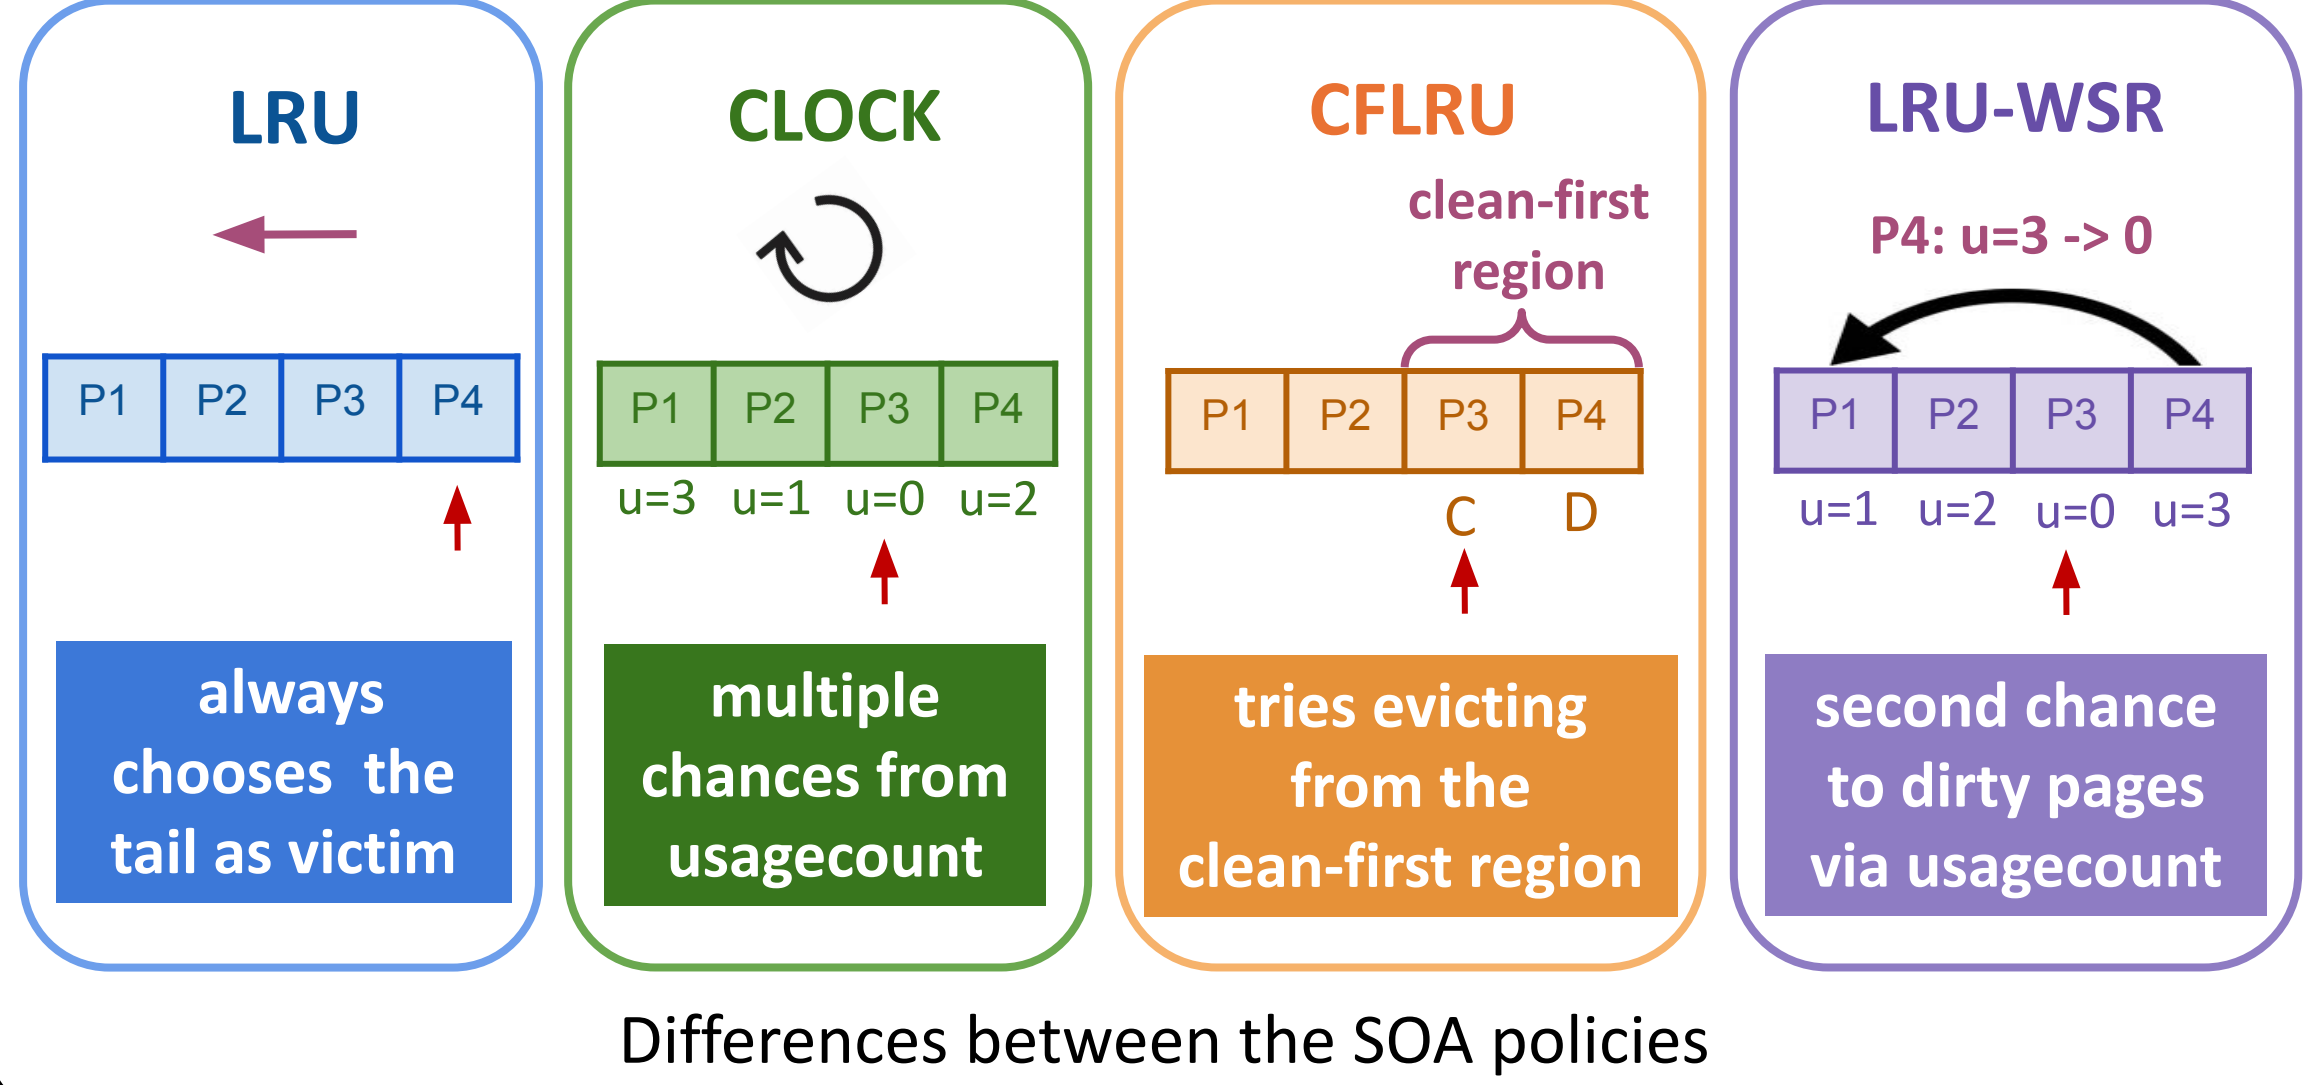 LRU
P1 P2 P3 P4
always
chooses the
tail as victim
CLOCK
P1 P2 P3 P4
u=3 u=1 u=0 u=2
multiple
chances from
usagecount
CFLRU
clean-first
region
P1 P2 P3 P4
C D
tries evicting
from the
clean-first region
LRU-WSR
P4: u=3 -> 0
P1 P2 P3 P4
u=1 u=2 u=0 u=3
second chance
to dirty pages
via usagecount
Differences between the SOA policies